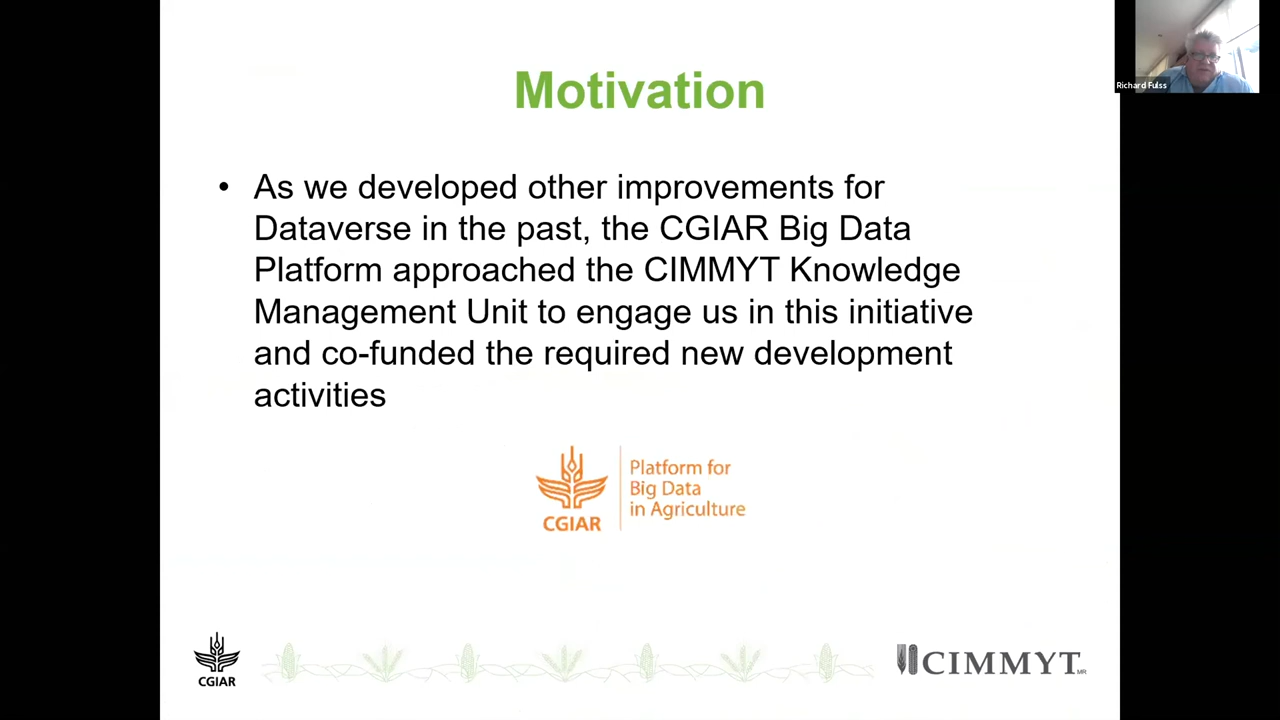 Motivation
• As we developed other improvements for
Dataverse in the past, the CGIAR Big Data
Platform approached the CIMMYT Knowledge
Management Unit to engage us in this initiative
and co-funded the required new development
activities
CGIAR
Platform for
Big Data
in Agriculture
CGIAR
CIMMYT MR
Richard Fulss